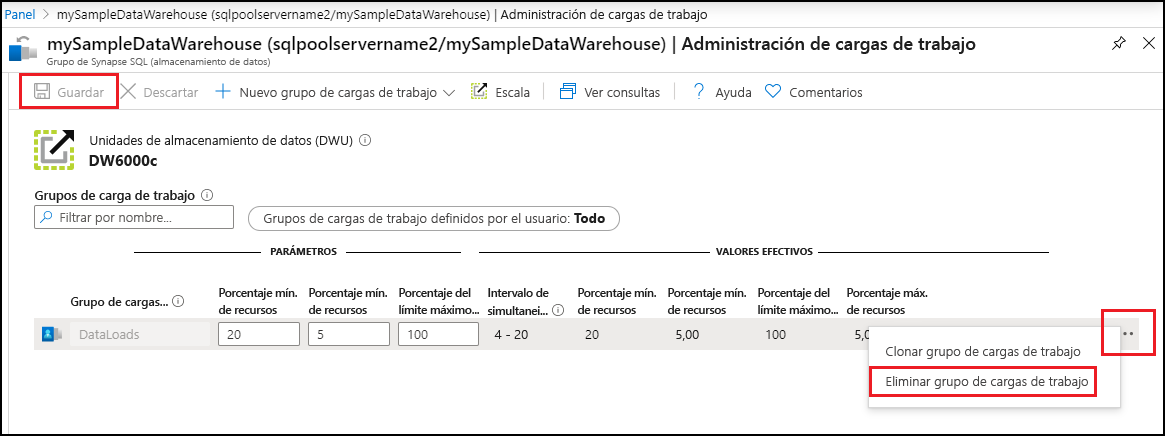 Panel > mySampleDataWarehouse (sqlpoolservername2/mySampleDataWarehouse) | Administración de cargas de trabajo
mySampleDataWarehouse (sqlpoolservername2/mySampleDataWarehouse) | Administración de cargas de trabajo
Grupo de Synapse SQL (almacenamiento de datos)
Guardar Descartar Nuevo grupo de cargas de trabajo Escala Ver consultas Ayuda Comentarios
Unidades de almacenamiento de datos (DWU)
DW6000c
Grupos de carga de trabajo
Filtrar por nombre... Grupos de cargas de trabajo definidos por el usuario: Todo
PARÁMETROS VALORES EFECTIVOS
Porcentaje mín. Porcentaje mín. Porcentaje del Intervalo de Porcentaje mín. Porcentaje mín. Porcentaje del Porcentaje máx.
Grupo de cargas... de recursos de recursos límite máximo... simultanei... de recursos de recursos límite máximo... de recursos
DataLoads 20 5 100 4 - 20 20 5,00 100
Clonar grupo de cargas de trabajo
Eliminar grupo de cargas de trabajo